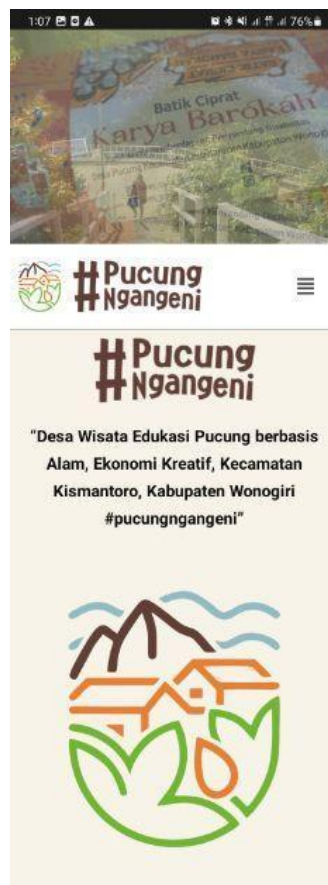 1:07
76%
Batik Ciprat
Karya Barokah
#Pucung
Ngangeni
#Pucung
Ngangeni
“Desa Wisata Edukasi Pucung berbasis
Alam, Ekonomi Kreatif, Kecamatan
Kismantoro, Kabupaten Wonogiri
#pucungngangeni”